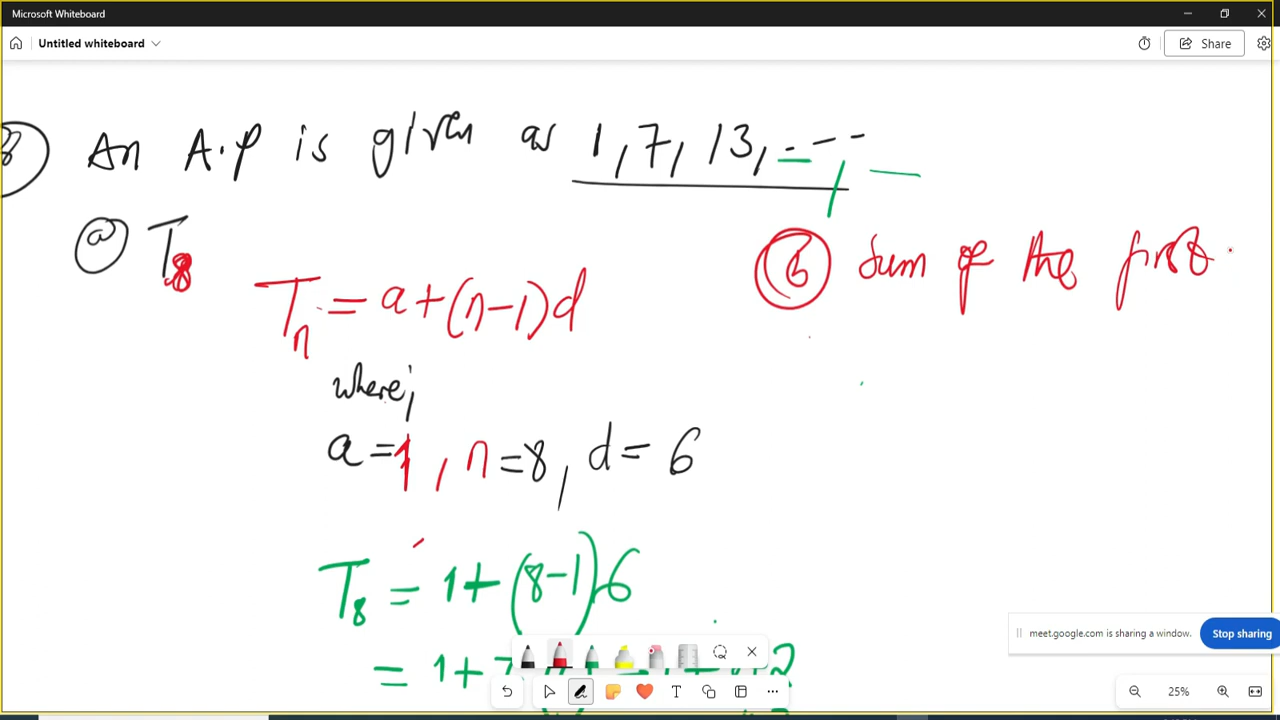 Microsoft Whiteboard
Untitled whiteboard
Share
8 An A.P is given as 1, 7, 13, - - -
a T8
b Sum of the first
Tn = a+(n-1)d
where;
a = 1, n = 8, d = 6
T8 = 1+(8-1)6
= 1+7
meet.google.com is sharing a window.
Stop sharing
25%